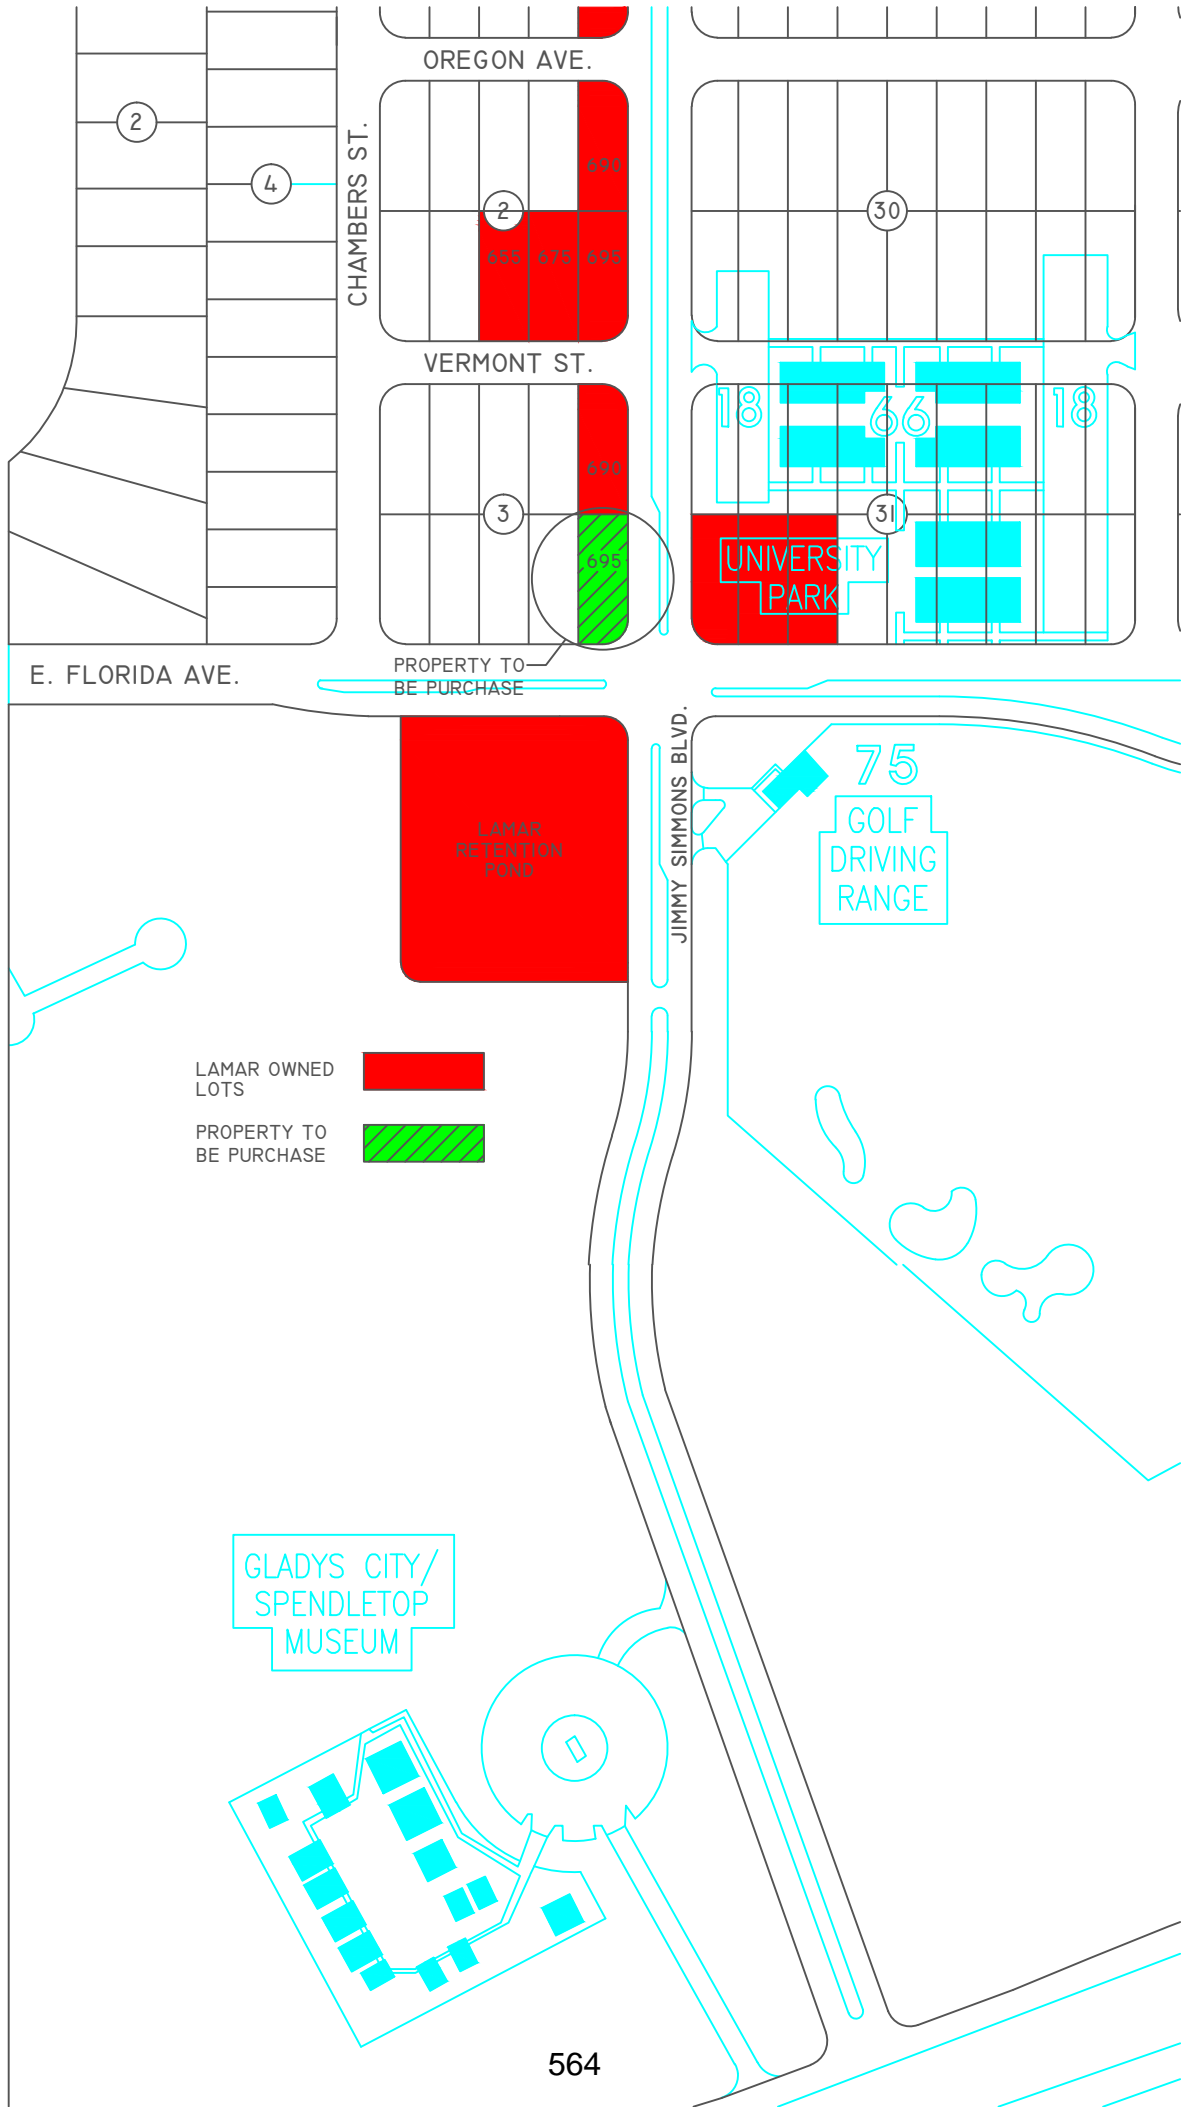 OREGON AVE.
2
4
CHAMBERS ST.
690
2
30
655
675
695
VERMONT ST.
18
66
18
690
3
31
695
UNIVERSITY
PARK
PROPERTY TO
BE PURCHASE
E. FLORIDA AVE.
JIMMY SIMMONS BLVD.
75
GOLF
DRIVING
RANGE
LAMAR
RETENTION
POND
LAMAR OWNED
LOTS
PROPERTY TO
BE PURCHASE
GLADYS CITY/
SPENDLETOP
MUSEUM
564